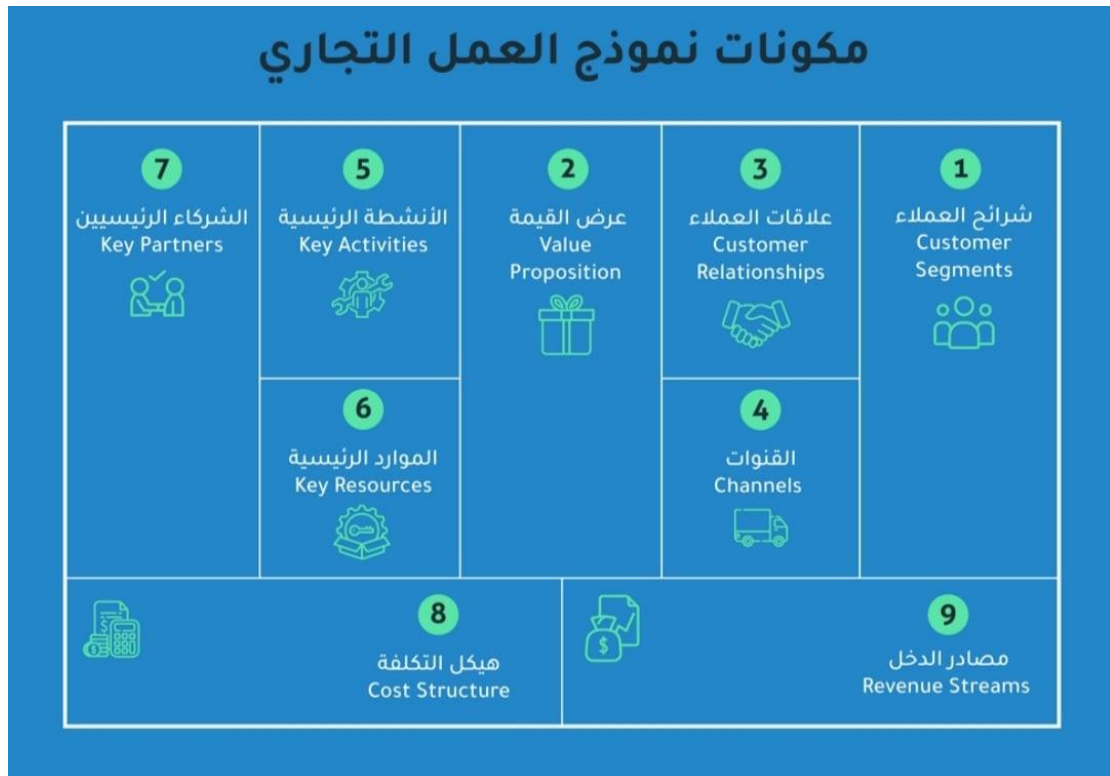 مكونات نموذج العمل التجاري
1
شرائح العملاء
Customer
Segments
2
عرض القيمة
Value
Proposition
3
علاقات العملاء
Customer
Relationships
4
القنوات
Channels
5
الأنشطة الرئيسية
Key Activities
6
الموارد الرئيسية
Key Resources
7
الشركاء الرئيسيين
Key Partners
8
هيكل التكلفة
Cost Structure
$
9
مصادر الدخل
Revenue Streams
$